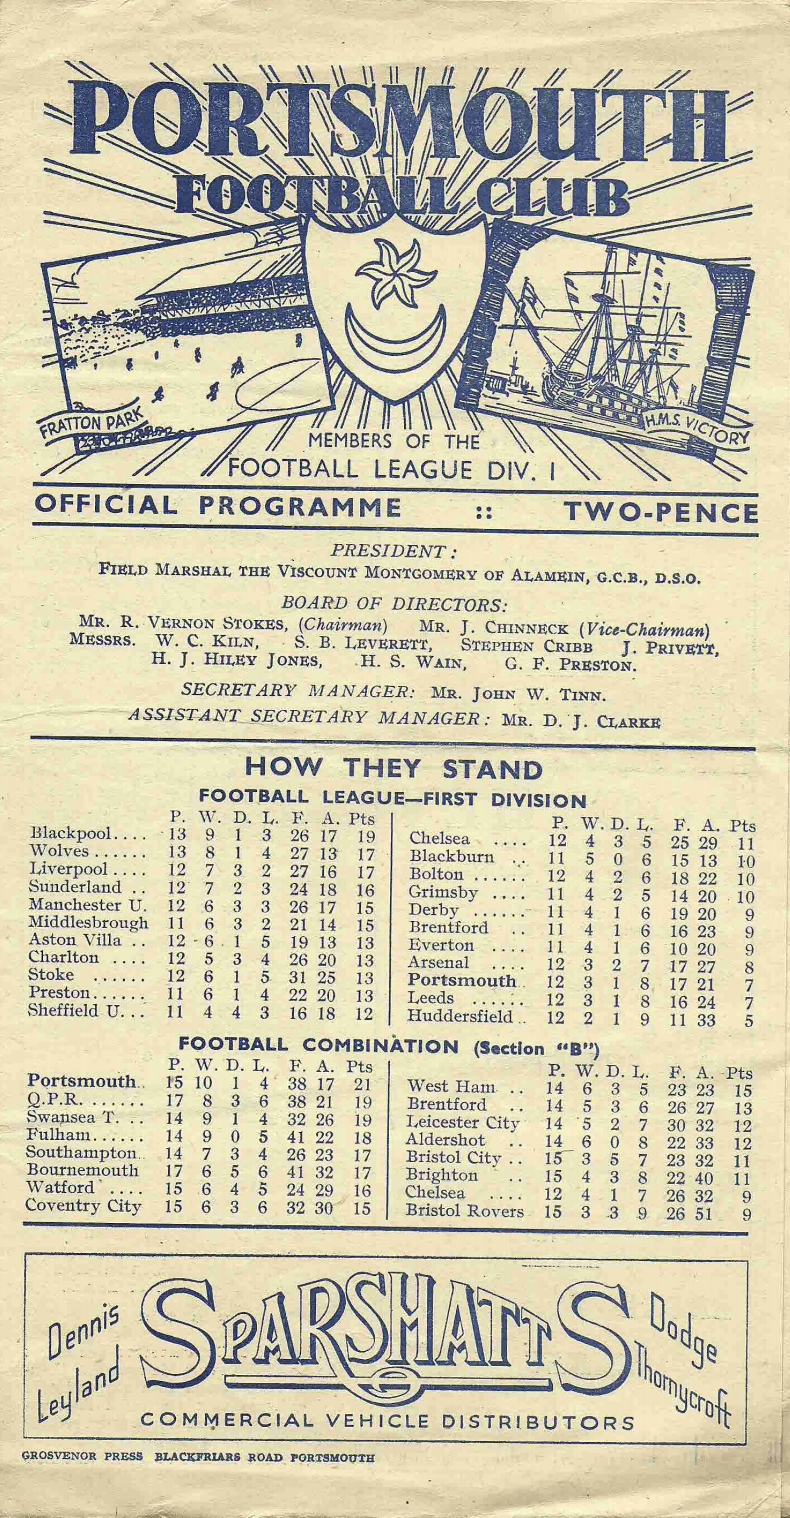 PORTSMOUTH
FOOTBALL CLUB
FRATTON PARK
H.M.S. VICTORY
MEMBERS OF THE
FOOTBALL LEAGUE DIV. I
OFFICIAL PROGRAMME :: TWO-PENCE
PRESIDENT:
FIELD MARSHAL THE VISCOUNT MONTGOMERY OF ALAMEIN, G.C.B., D.S.O.
BOARD OF DIRECTORS:
MR. R. VERNON STOKES, (Chairman) MR. J. CHINNECK (Vice-Chairman)
MESSRS. W. C. KILN, S. B. LEVERETT, STEPHEN CRIBB J. PRIVETT,
H. J. HILEY JONES, H. S. WAIN, G. F. PRESTON.
SECRETARY MANAGER: MR. JOHN W. TINN.
ASSISTANT SECRETARY MANAGER: MR. D. J. CLARKE
HOW THEY STAND
FOOTBALL LEAGUE—FIRST DIVISION
P. W. D. L. F. A. Pts
Blackpool.... 13 9 1 3 26 17 19
Wolves ...... 13 8 1 4 27 13 17
Liverpool .... 12 7 3 2 27 16 17
Sunderland .. 12 7 2 3 24 18 16
Manchester U. 12 6 3 3 26 17 15
Middlesbrough 11 6 3 2 21 14 15
Aston Villa .. 12 6 1 5 19 13 13
Charlton .... 12 5 3 4 26 20 13
Stoke ...... 12 6 1 5 31 25 13
Preston...... 11 6 1 4 22 20 13
Sheffield U... 11 4 4 3 16 18 12
P. W. D. L. F. A. Pts
Chelsea .... 12 4 3 5 25 29 11
Blackburn .. 11 5 0 6 15 13 10
Bolton ...... 12 4 2 6 18 22 10
Grimsby .... 11 4 2 5 14 20 10
Derby ...... 11 4 1 6 19 20 9
Brentford .. 11 4 1 6 16 23 9
Everton .... 11 4 1 6 10 20 9
Arsenal .... 12 3 2 7 17 27 8
Portsmouth.. 12 3 1 8 17 21 7
Leeds ...... 12 3 1 8 16 24 7
Huddersfield .. 12 2 1 9 11 33 5
FOOTBALL COMBINATION (Section "B")
P. W. D. L. F. A. Pts
Portsmouth.. 15 10 1 4 38 17 21
Q.P.R. ...... 17 8 3 6 38 21 19
Swansea T. ... 14 9 1 4 32 26 19
Fulham...... 14 9 0 5 41 22 18
Southampton.. 14 7 3 4 26 23 17
Bournemouth 17 6 5 6 41 32 17
Watford .... 15 6 4 5 24 29 16
Coventry City 15 6 3 6 32 30 15
P. W. D. L. F. A. Pts
West Ham .. 14 6 3 5 23 23 15
Brentford .. 14 5 3 6 26 27 13
Leicester City 14 5 2 7 30 32 12
Aldershot .. 14 6 0 8 22 33 12
Bristol City .. 15 3 5 7 23 32 11
Brighton .. 15 4 3 8 22 40 11
Chelsea .... 12 4 1 7 26 32 9
Bristol Rovers 15 3 3 9 26 51 9
Dennis
Leyland
SPARSHATTS
Dodge
Thornycroft
COMMERCIAL VEHICLE DISTRIBUTORS
GROSVENOR PRESS BLACKFRIARS ROAD PORTSMOUTH